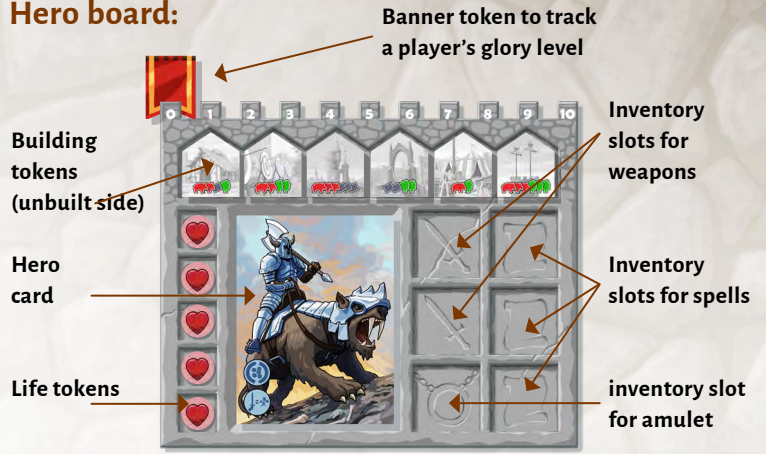 Hero board:
Banner token to track
a player's glory level
0 1 2 3 4 5 6 7 8 9 10
Building
tokens
(unbuilt side)
Inventory
slots for
weapons
Hero
card
Inventory
slots for spells
Life tokens
inventory slot
for amulet